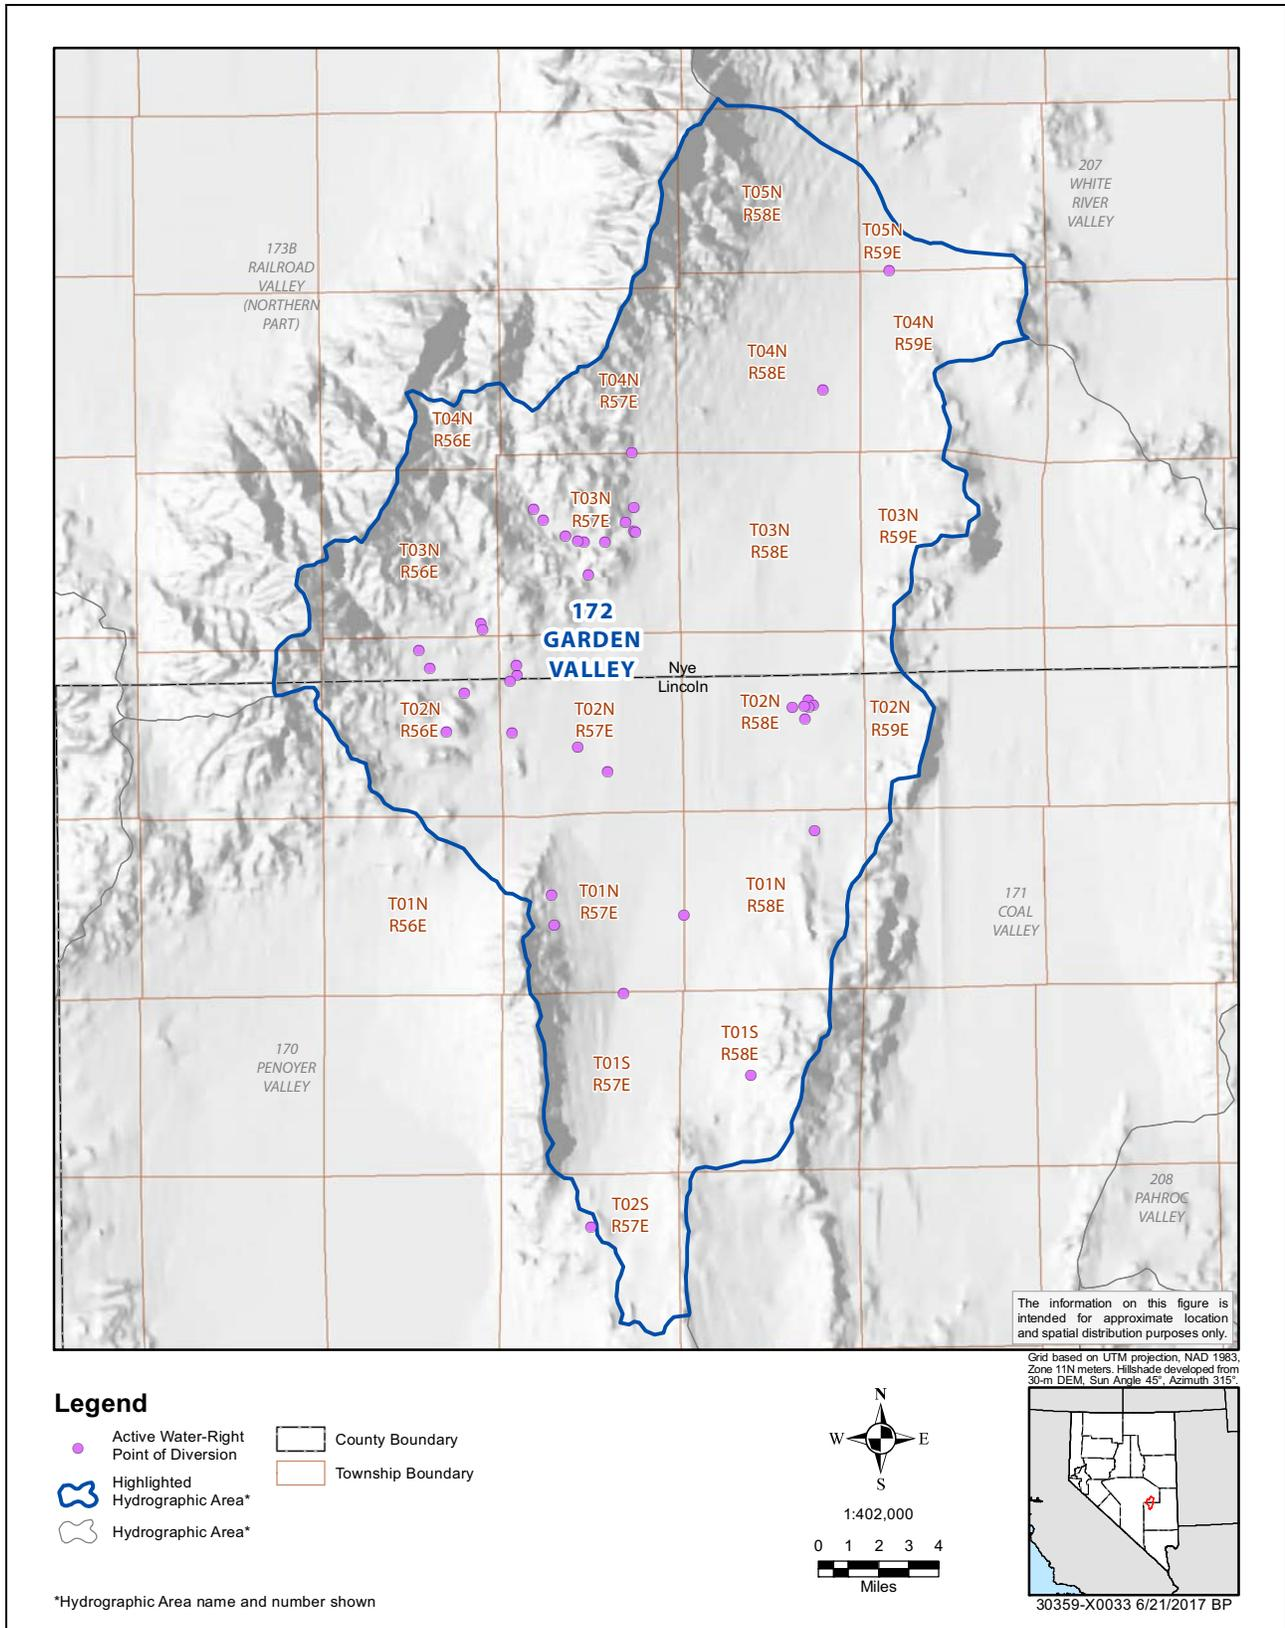 207
WHITE
RIVER
VALLEY
T05N
R58E
T05N
R59E
173B
RAILROAD
VALLEY
(NORTHERN
PART)
T04N
R59E
T04N
R58E
T04N
R57E
T04N
R56E
T03N
R57E
T03N
R59E
T03N
R58E
T03N
R56E
172
GARDEN
VALLEY
Nye
Lincoln
T02N
R56E
T02N
R57E
T02N
R58E
T02N
R59E
T01N
R56E
T01N
R57E
T01N
R58E
171
COAL
VALLEY
170
PENOYER
VALLEY
T01S
R57E
T01S
R58E
T02S
R57E
208
PAHROC
VALLEY
The information on this figure is
intended for approximate location
and spatial distribution purposes only.
Grid based on UTM projection, NAD 1983,
Zone 11N meters. Hillshade developed from
30-m DEM, Sun Angle 45°, Azimuth 315°.
Legend
Active Water-Right
Point of Diversion
Highlighted
Hydrographic Area*
Hydrographic Area*
County Boundary
Township Boundary
*Hydrographic Area name and number shown
N
W E
S
1:402,000
0 1 2 3 4
Miles
30359-X0033 6/21/2017 BP